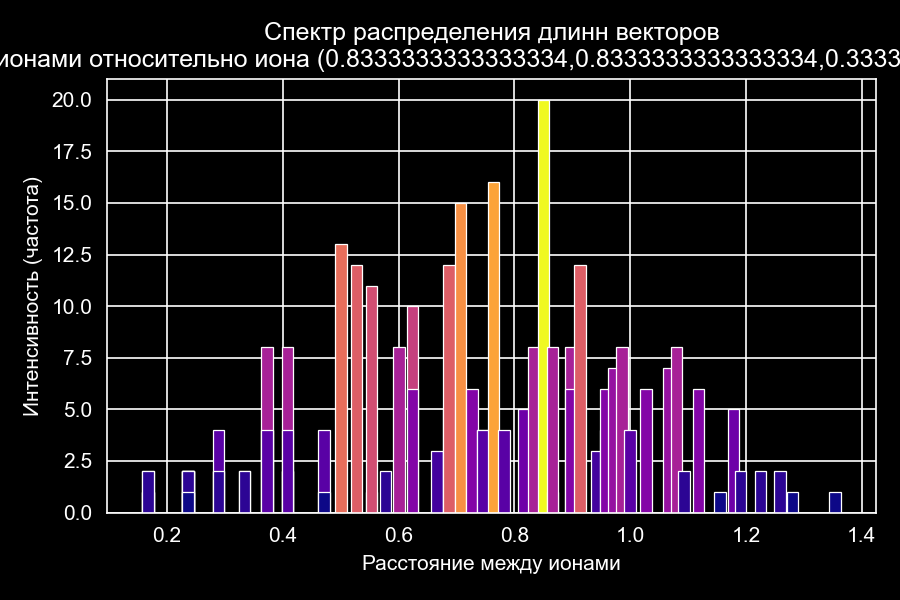 Спектр распределения длинн векторов
ионами относительно иона (0.8333333333333334,0.8333333333333334,0.3333
Интенсивность (частота)
20.0
17.5
15.0
12.5
10.0
7.5
5.0
2.5
0.0
0.2 0.4 0.6 0.8 1.0 1.2 1.4
Расстояние между ионами